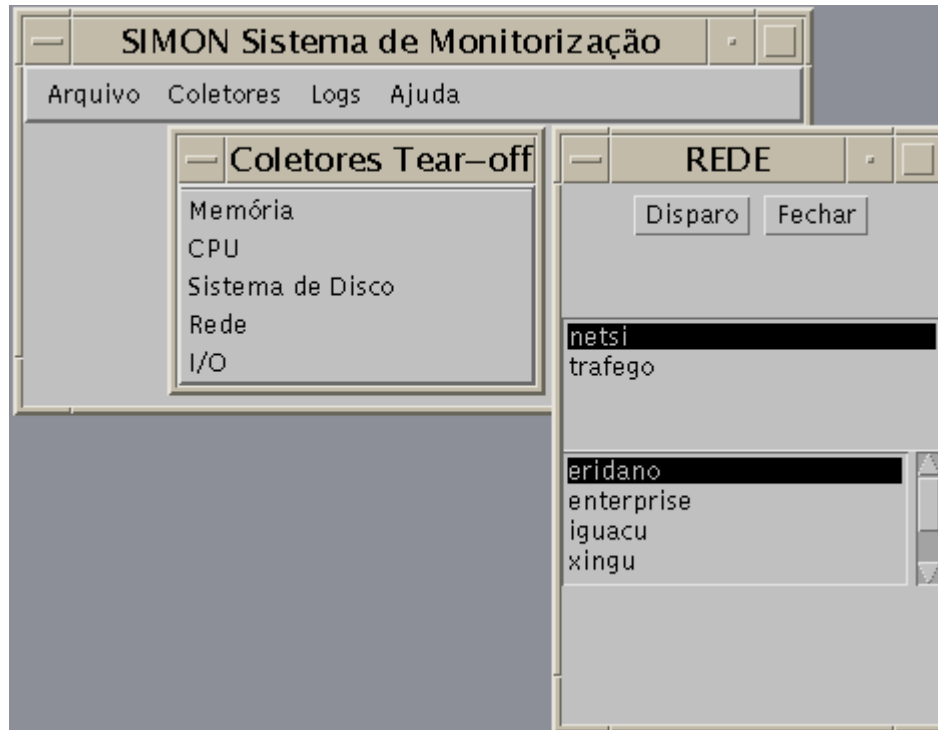 SIMON Sistema de Monitorização
Arquivo Coletores Logs Ajuda
Coletores Tear-off
Memória
CPU
Sistema de Disco
Rede
I/O
REDE
Disparo Fechar
netsi
trafego
eridano
enterprise
iguacu
xingu